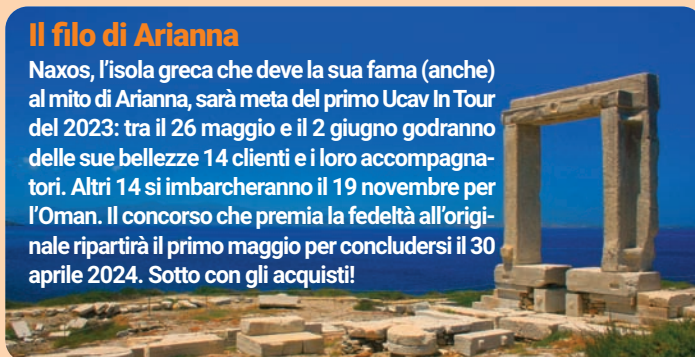 Il filo di Arianna
Naxos, l'isola greca che deve la sua fama (anche)
al mito di Arianna, sarà meta del primo Ucav In Tour
del 2023: tra il 26 maggio e il 2 giugno godranno
delle sue bellezze 14 clienti e i loro accompagna-
tori. Altri 14 si imbarcheranno il 19 novembre per
l'Oman. Il concorso che premia la fedeltà all'origi-
nale ripartirà il primo maggio per concludersi il 30
aprile 2024. Sotto con gli acquisti!